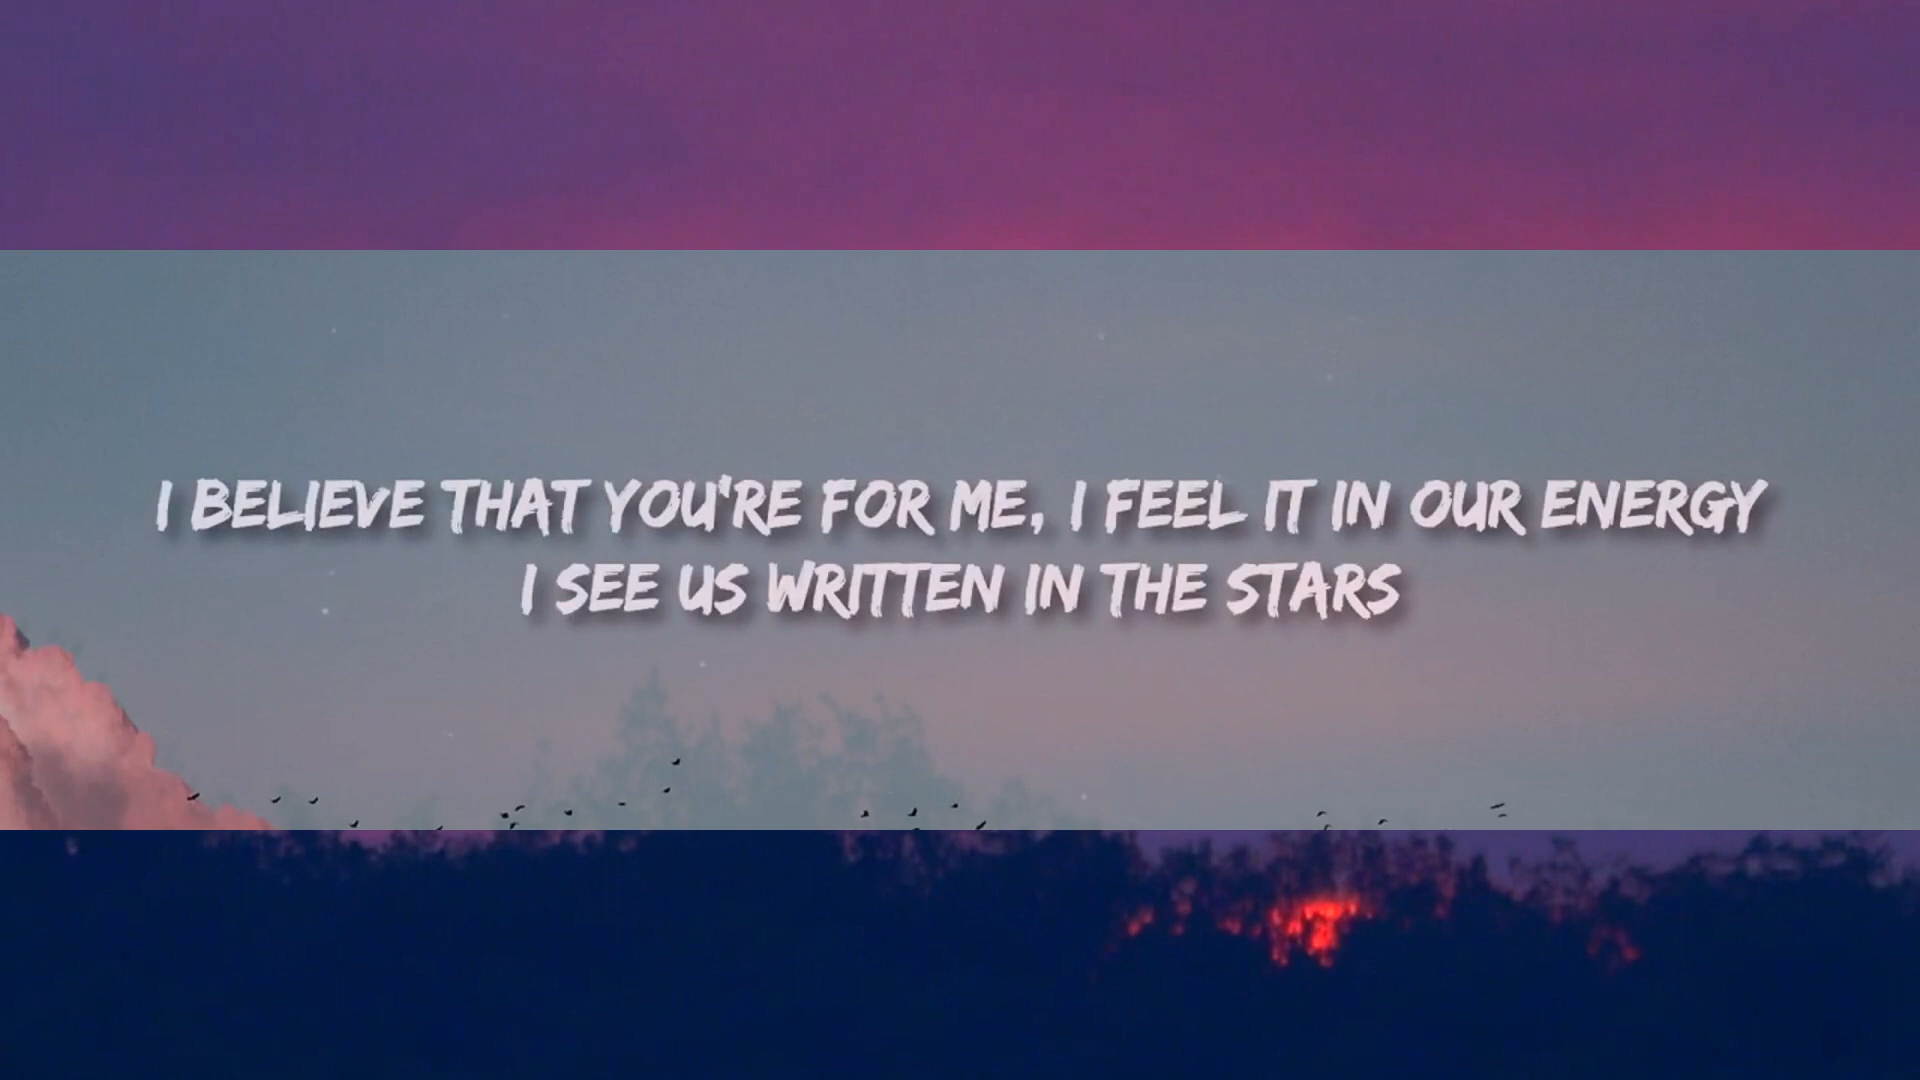 I BELIEVE THAT YOU'RE FOR ME, I FEEL IT IN OUR ENERGY
I SEE US WRITTEN IN THE STARS